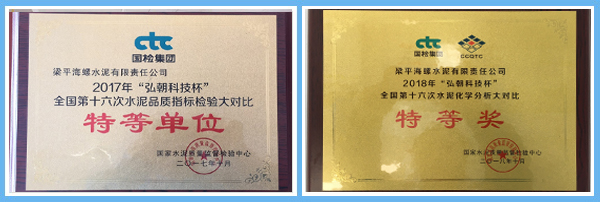 ctc
国检集团
梁平海螺水泥有限责任公司
2017年“弘朝科技杯”
全国第十六次水泥品质指标检验大对比
特等单位
国家水泥质量监督检验中心
二〇一七年十月
ctc
国检集团
CCQTC
梁平海螺水泥有限责任公司
2018年“弘朝科技杯”
全国第十六次水泥化学分析大对比
特等奖
国家水泥质量监督检验中心
二〇一八年十月